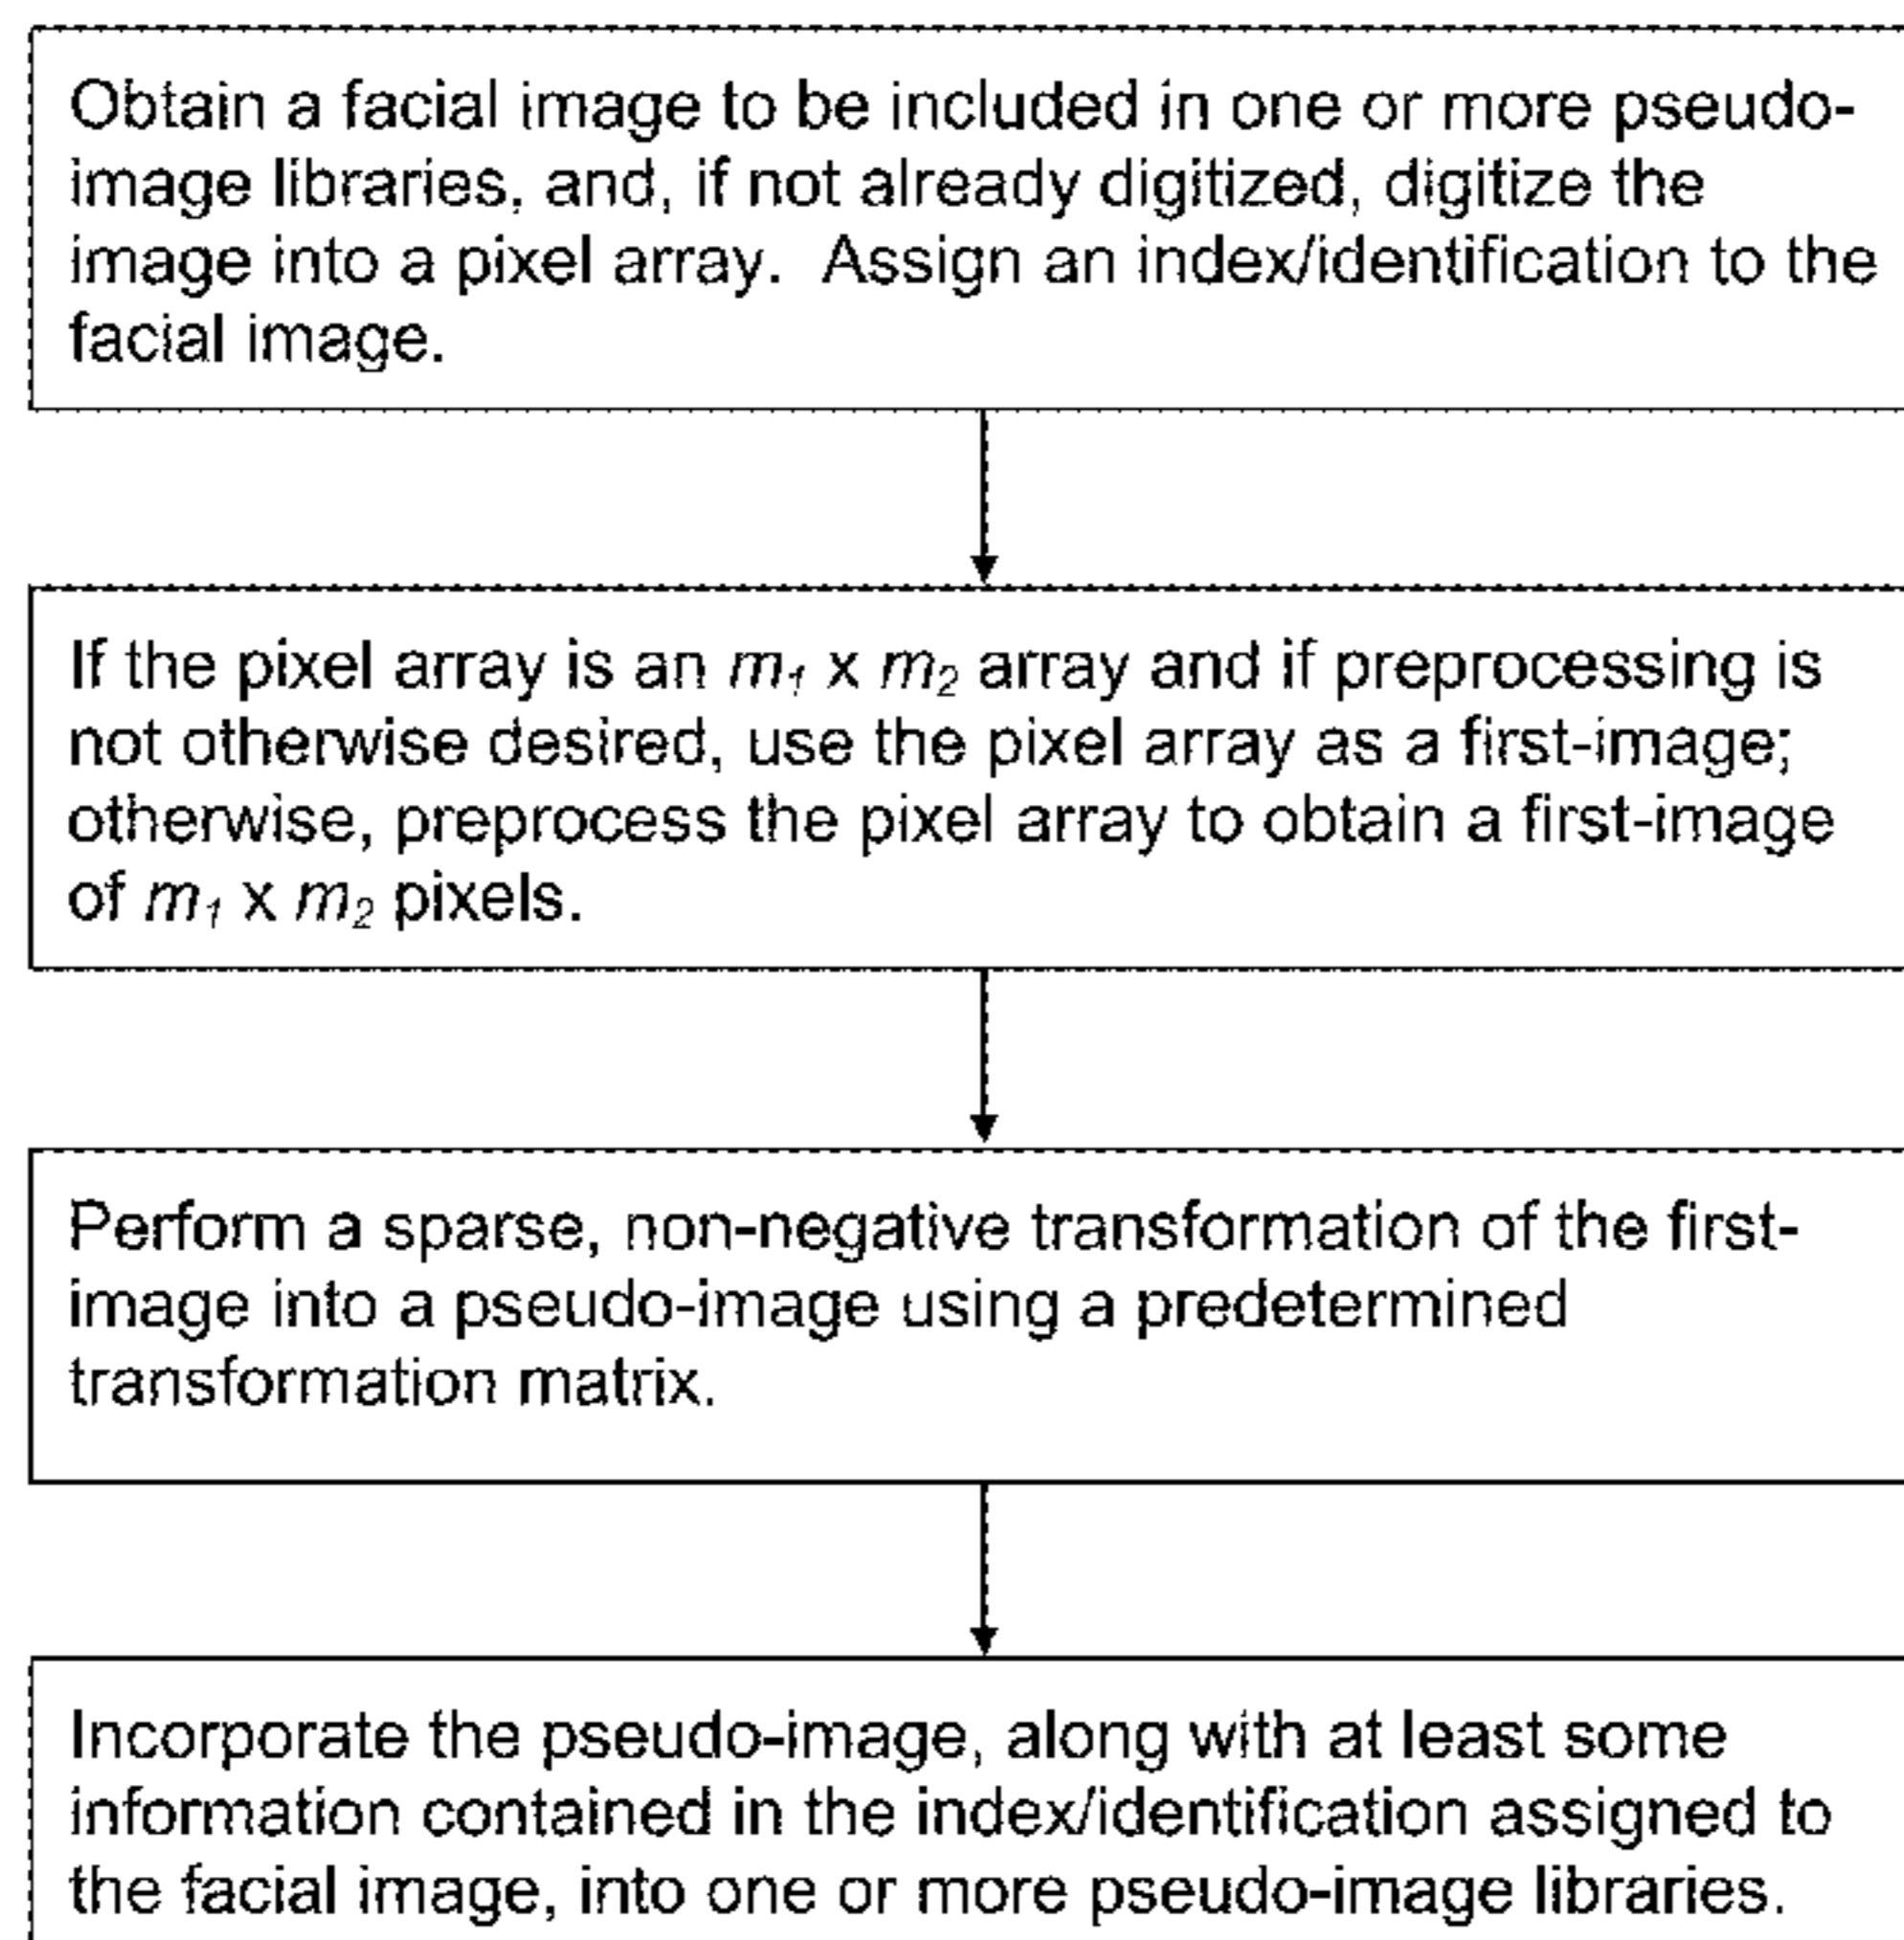 Obtain a facial image to be included in one or more pseudo-
image libraries, and, if not already digitized, digitize the
image into a pixel array.  Assign an index/identification to the
facial image.
If the pixel array is an m₁ x m₂ array and if preprocessing is
not otherwise desired, use the pixel array as a first-image;
otherwise, preprocess the pixel array to obtain a first-image
of m₁ x m₂ pixels.
Perform a sparse, non-negative transformation of the first-
image into a pseudo-image using a predetermined
transformation matrix.
Incorporate the pseudo-image, along with at least some
information contained in the index/identification assigned to
the facial image, into one or more pseudo-image libraries.